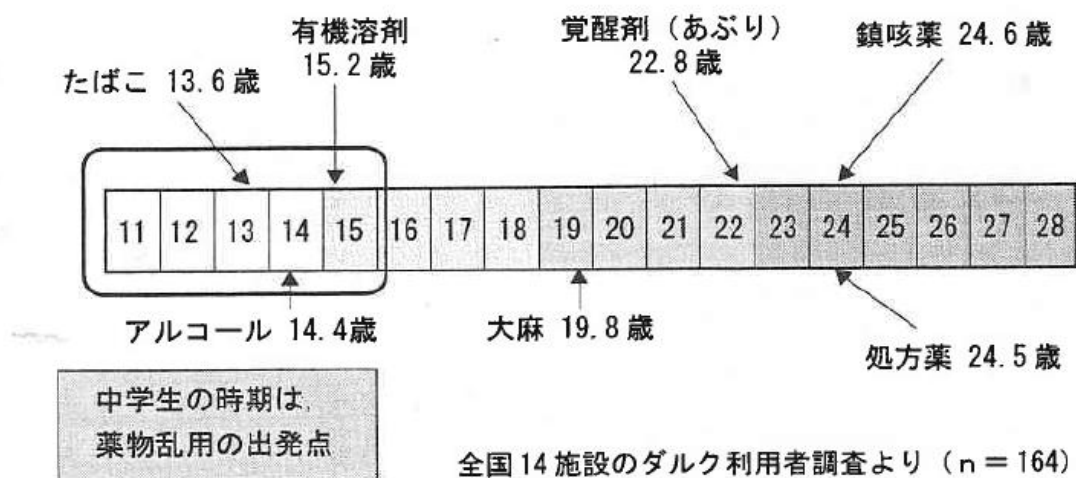 有機溶剤
15.2歳
たばこ 13.6歳
覚醒剤（あぶり）
22.8歳
鎮咳薬 24.6歳
11 12 13 14 15 16 17 18 19 20 21 22 23 24 25 26 27 28
アルコール 14.4歳
大麻 19.8歳
処方薬 24.5歳
中学生の時期は、
薬物乱用の出発点
全国14施設のダルク利用者調査より（n＝164）